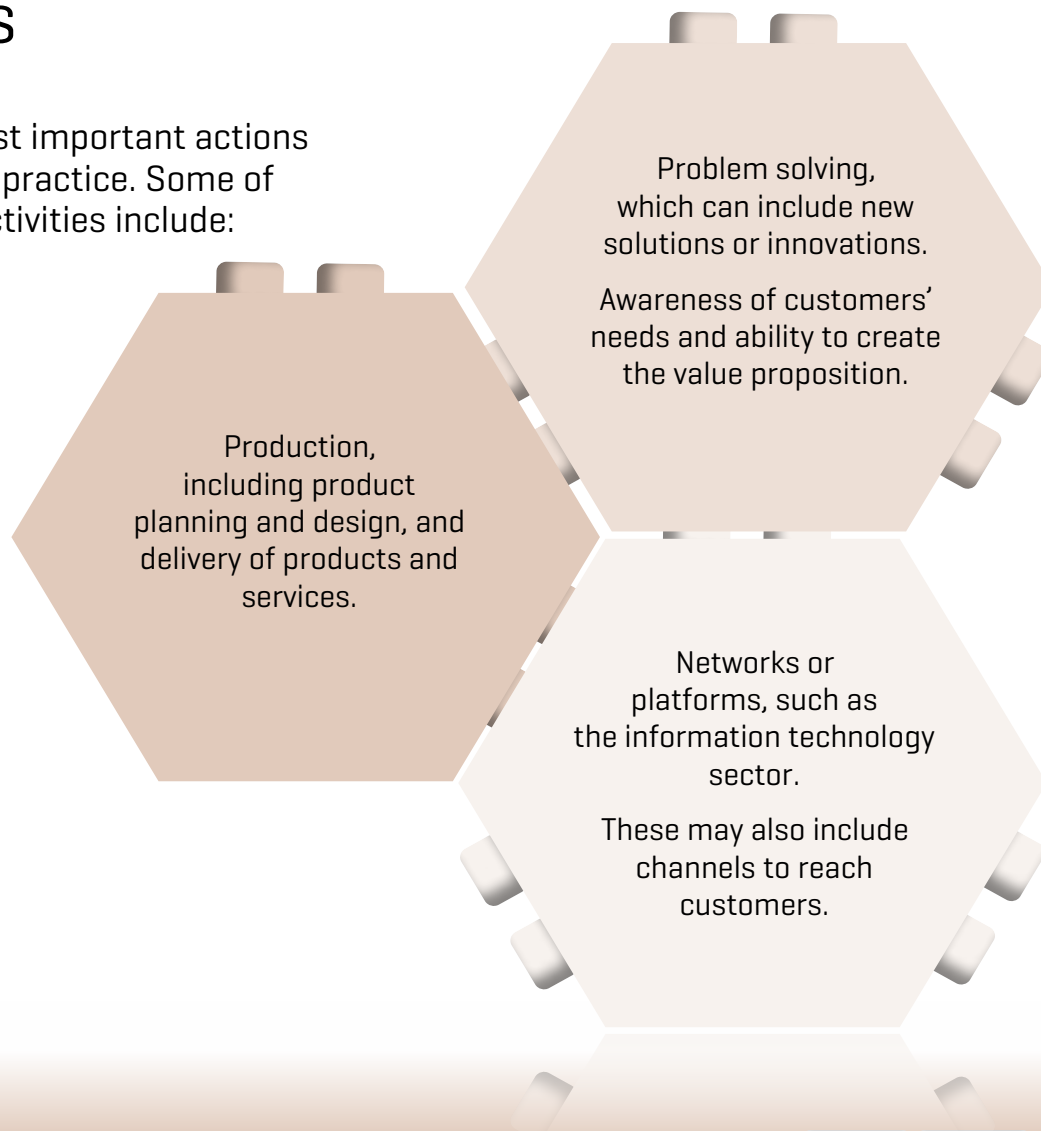 s
st important actions
practice. Some of
ctivities include:
Production,
including product
planning and design, and
delivery of products and
services.
Problem solving,
which can include new
solutions or innovations.
Awareness of customers’
needs and ability to create
the value proposition.
Networks or
platforms, such as
the information technology
sector.
These may also include
channels to reach
customers.